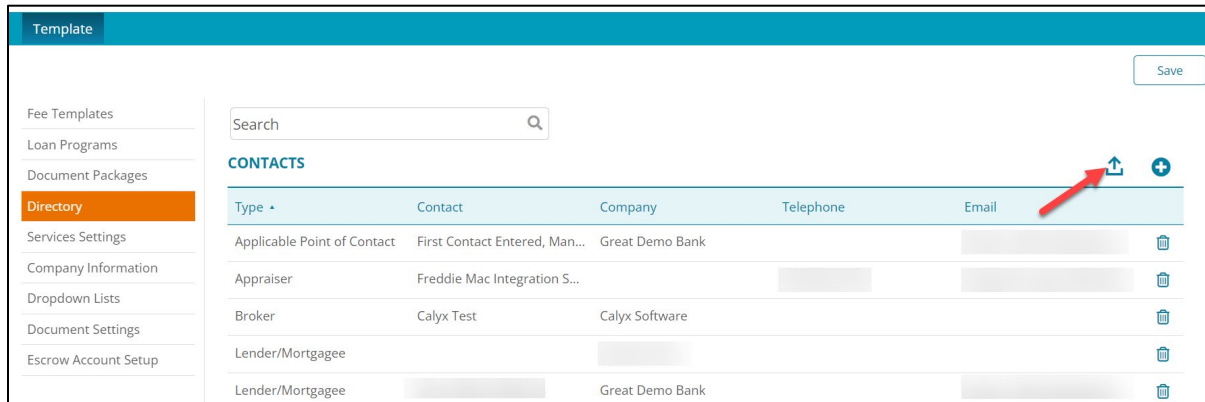 Template
Save
Fee Templates
Loan Programs
Document Packages
Directory
Services Settings
Company Information
Dropdown Lists
Document Settings
Escrow Account Setup
Search
CONTACTS
Type Contact Company Telephone Email
Applicable Point of Contact First Contact Entered, Man... Great Demo Bank
Appraiser Freddie Mac Integration S...
Broker Calyx Test Calyx Software
Lender/Mortgagee
Lender/Mortgagee Great Demo Bank